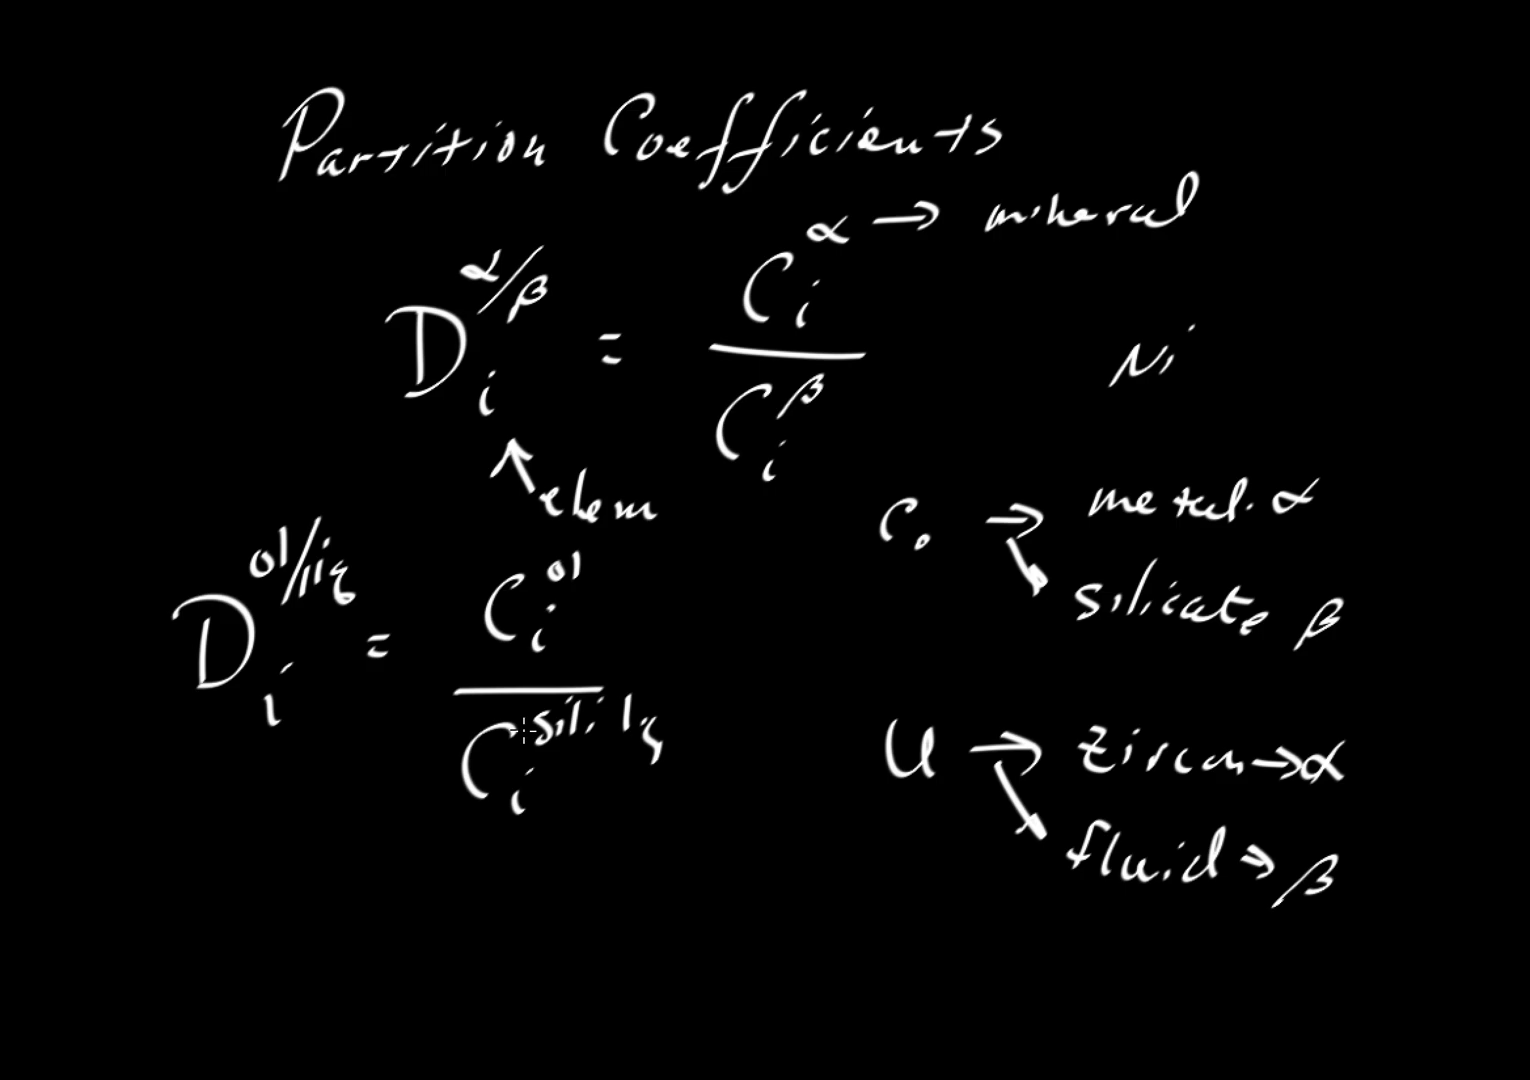 Partition Coefficients
D_i^{α/β} = C_i^α / C_i^β
α → mineral
Ni
↑ elem
Co → metal. α
silicate β
D_i^{ol/liq} = C_i^{ol} / C_i^{sil. liq}
U → zircon → α
fluid → β